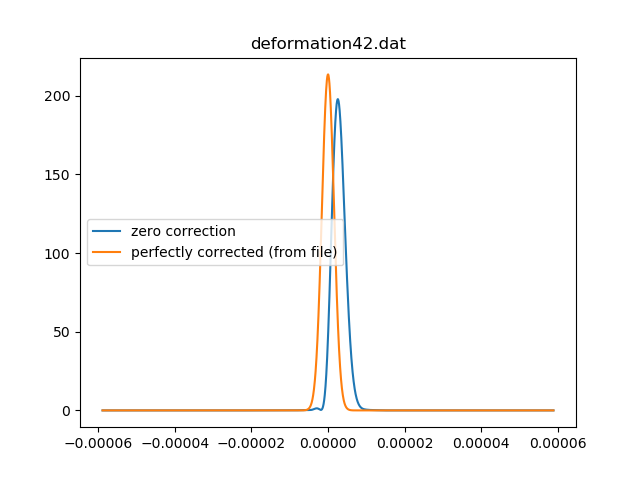 deformation42.dat
200
150
100
50
0
zero correction
perfectly corrected (from file)
−0.00006 −0.00004 −0.00002 0.00000 0.00002 0.00004 0.00006